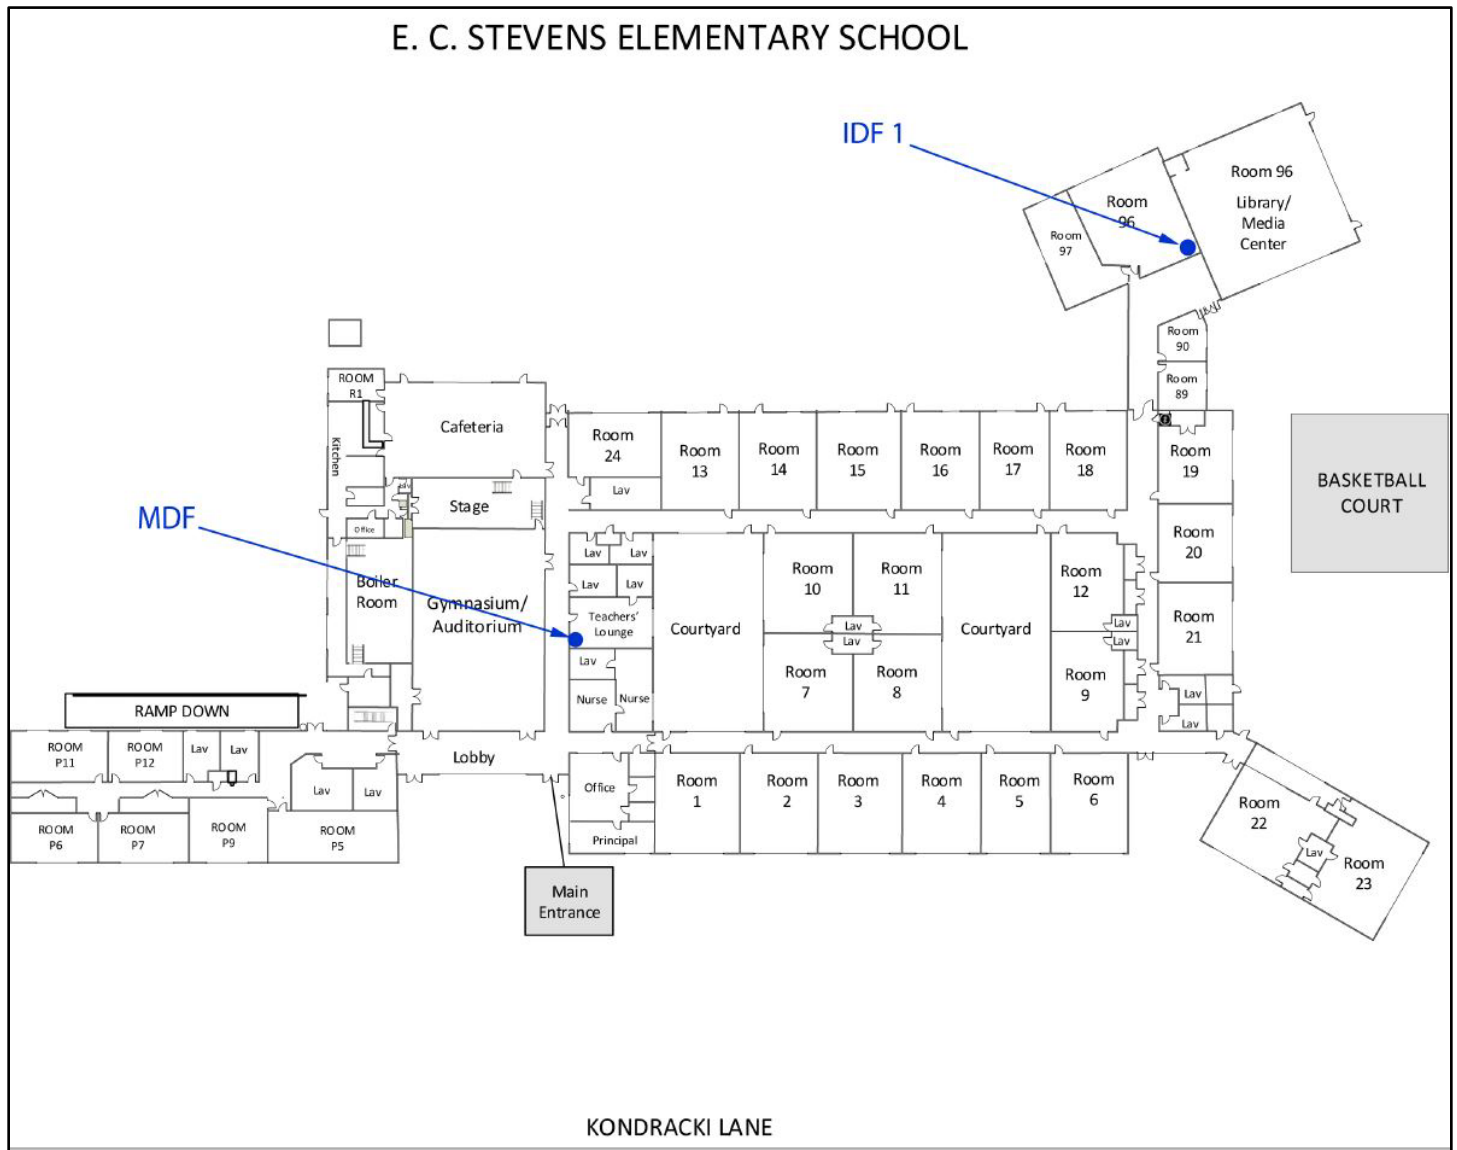 E. C. STEVENS ELEMENTARY SCHOOL
IDF 1
Room 96
Library/
Media
Center
Room
96
Room
97
Room
90
Room
89
ROOM
R1
Kitchen
Cafeteria
Room
24
Lav
Room
13
Room
14
Room
15
Room
16
Room
17
Room
18
Room
19
BASKETBALL
COURT
Lav
Stage
MDF
Office
Boiler
Room
Gymnasium/
Auditorium
Lav
Lav
Lav
Lav
Teachers'
Lounge
Lav
Nurse
Nurse
Courtyard
Room
10
Room
11
Lav
Lav
Room
7
Room
8
Courtyard
Room
12
Lav
Lav
Room
9
Room
20
Room
21
Lav
Lav
RAMP DOWN
ROOM
P11
ROOM
P12
Lav
Lav
Lav
Lav
ROOM
P6
ROOM
P7
ROOM
P9
ROOM
P5
Lobby
Office
Principal
Room
1
Room
2
Room
3
Room
4
Room
5
Room
6
Room
22
Lav
Room
23
Main
Entrance
KONDRACKI LANE